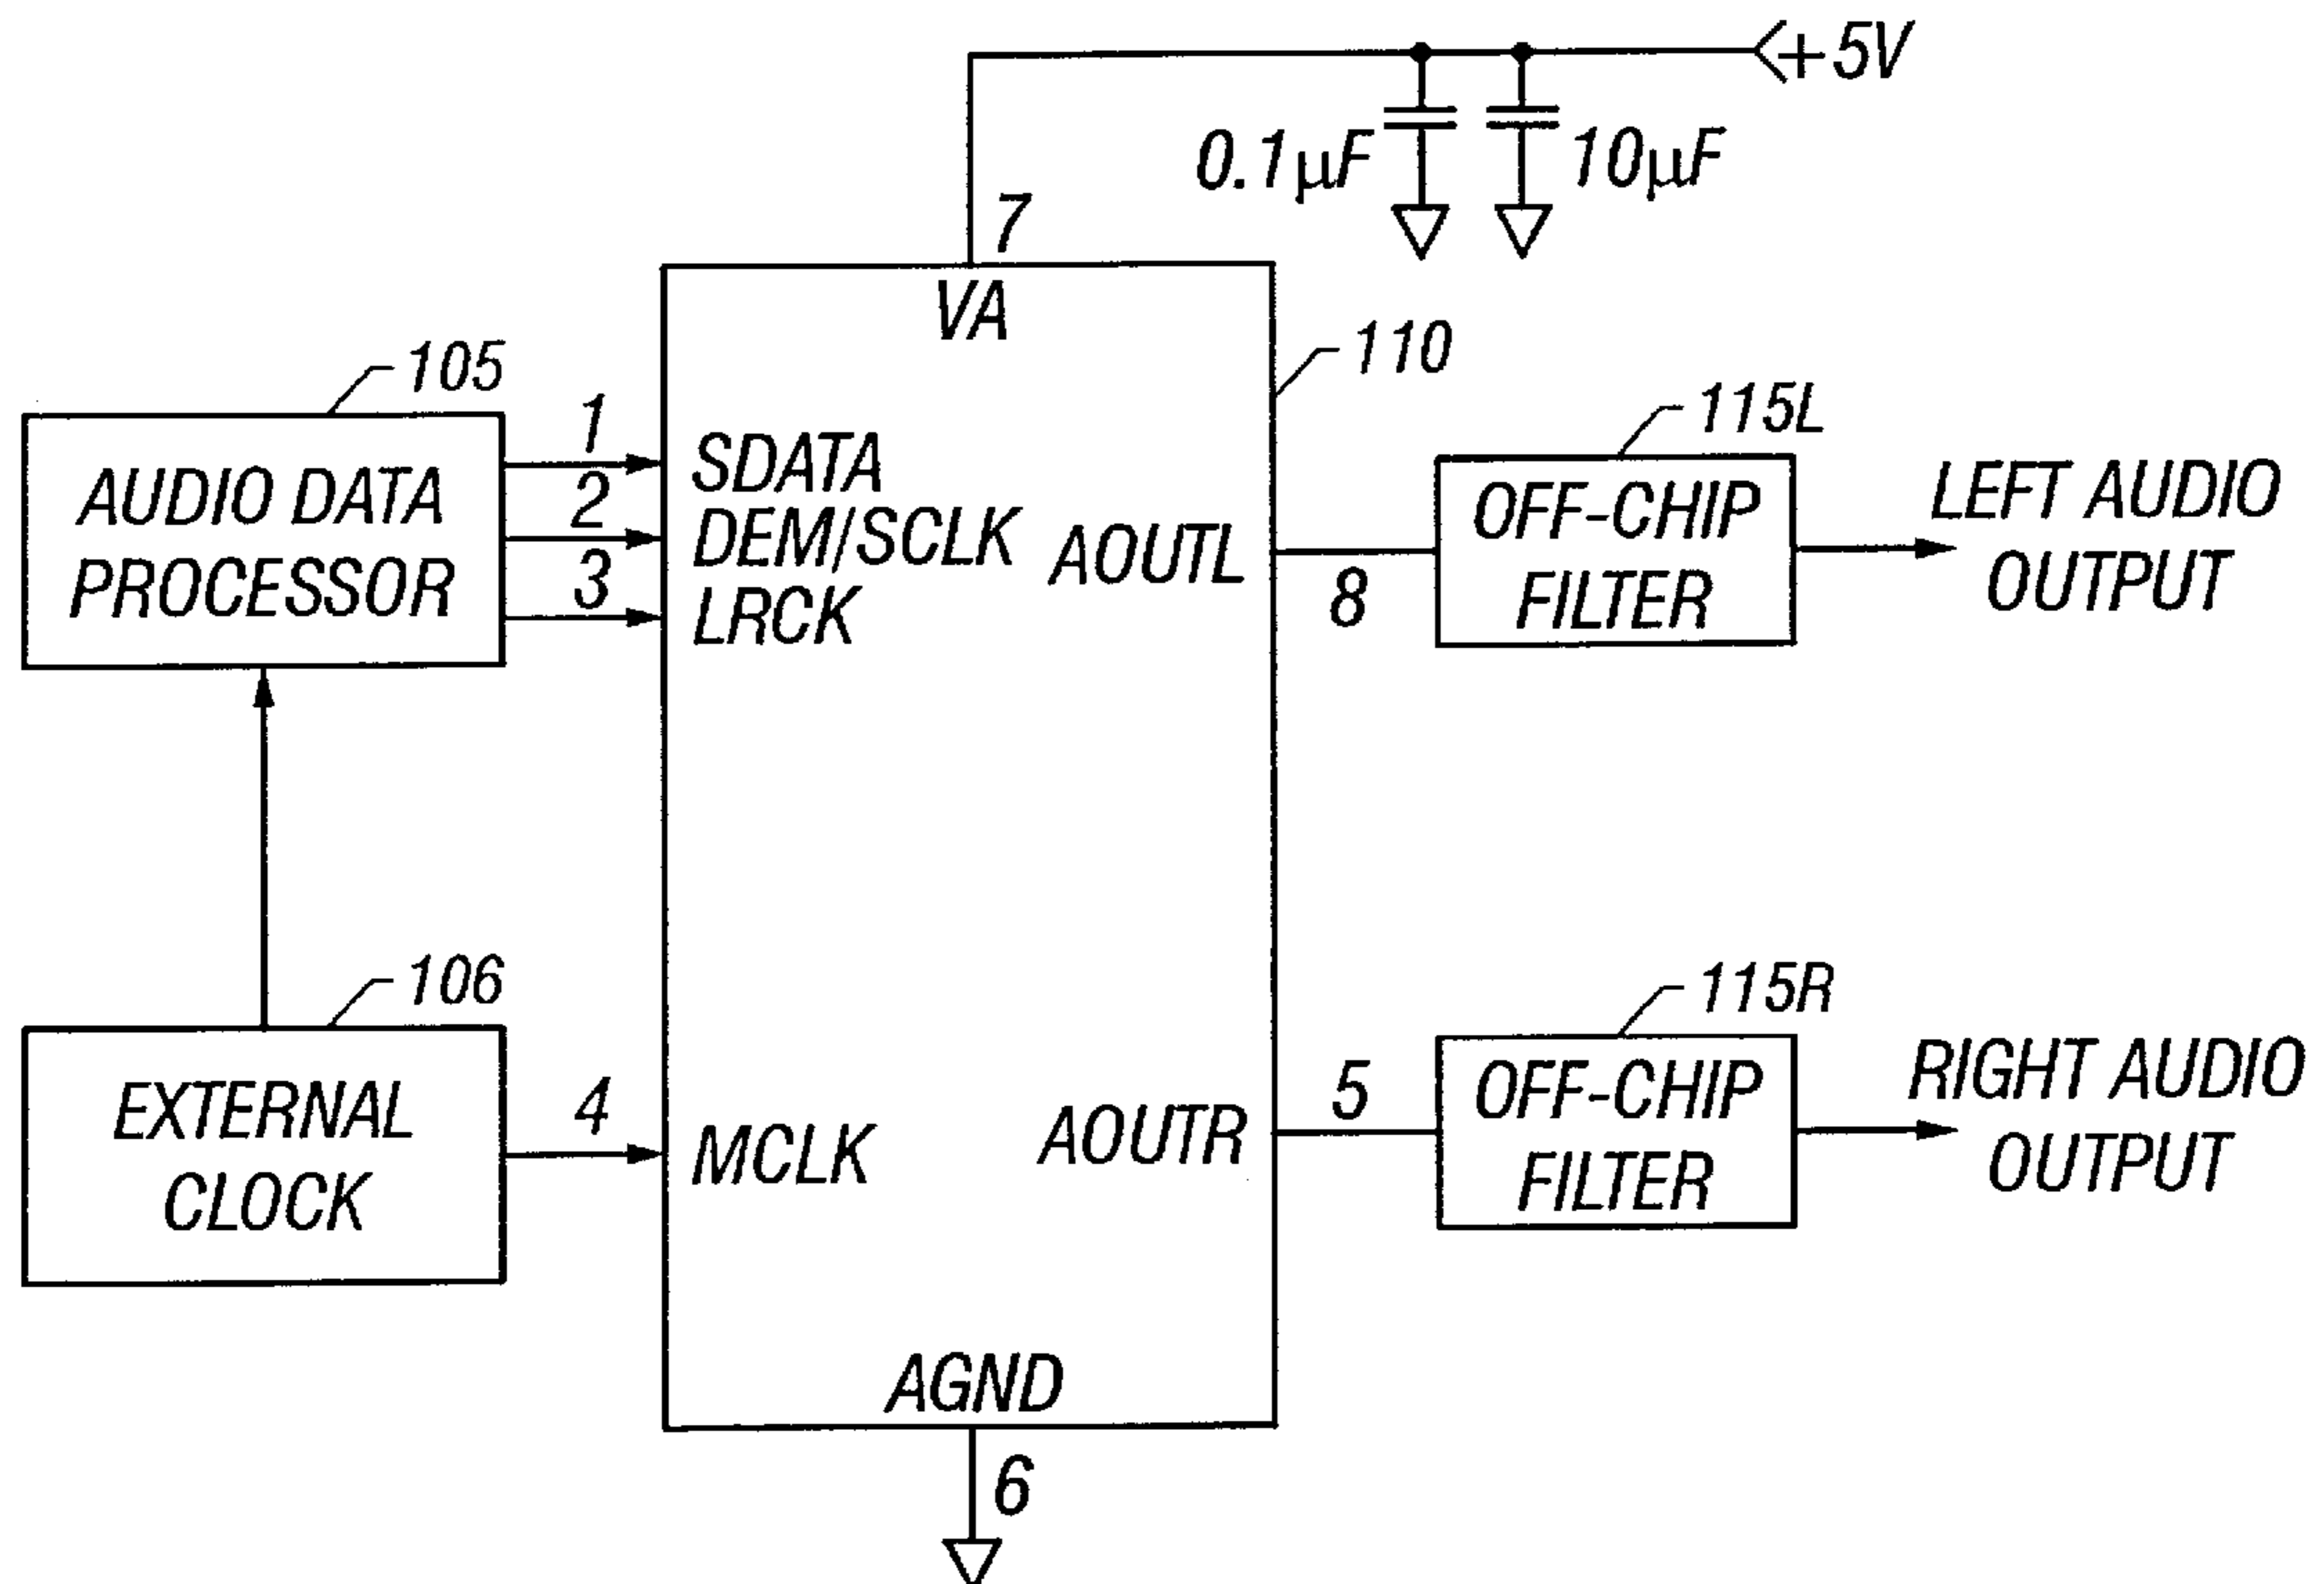 +5V
0.1µF
10µF
7
VA
110
105
1
115L
AUDIO DATA
PROCESSOR
SDATA
2
DEM/SCLK
3
LRCK
AOUTL
8
OFF-CHIP
FILTER
LEFT AUDIO
OUTPUT
106
115R
EXTERNAL
CLOCK
4
MCLK
AOUTR
5
OFF-CHIP
FILTER
RIGHT AUDIO
OUTPUT
AGND
6